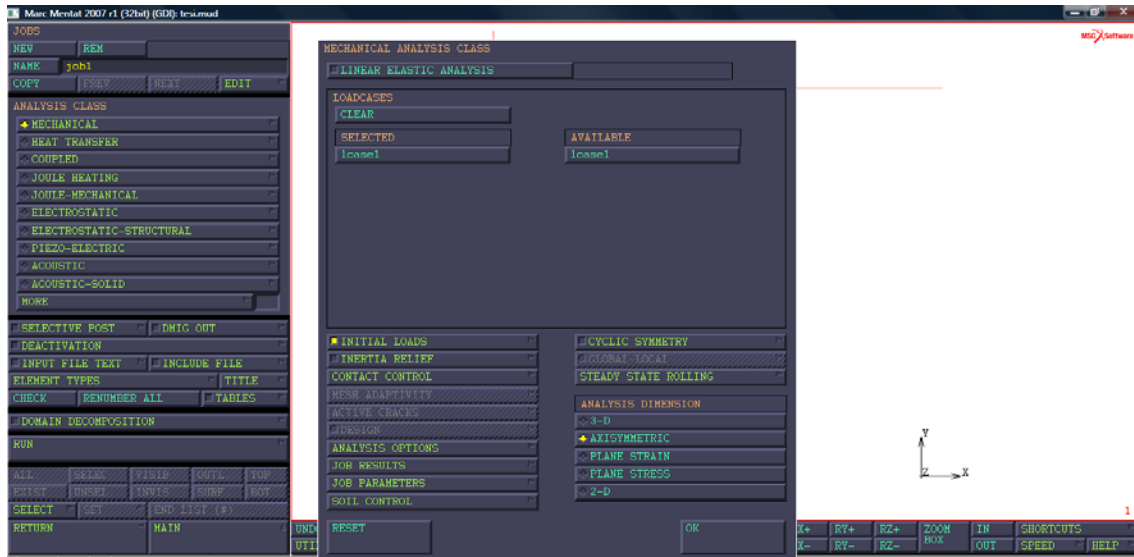 Marc Mentat 2007 r1 (32bit) (GDI): tesi.mud
JOBS
NEW REM
NAME job1
COPY PREV NEXT EDIT
ANALYSIS CLASS
MECHANICAL
HEAT TRANSFER
COUPLED
JOULE HEATING
JOULE-MECHANICAL
ELECTROSTATIC
ELECTROSTATIC-STRUCTURAL
PIEZO-ELECTRIC
ACOUSTIC
ACOUSTIC-SOLID
MORE
SELECTIVE POST DMIG OUT
DEACTIVATION
INPUT FILE TEXT INCLUDE FILE
ELEMENT TYPES TITLE
CHECK RENUMBER ALL TABLES
DOMAIN DECOMPOSITION
RUN
ALL SELEC VISIB OUTL TOP
EXIST UNSEL INVIS SURF BOT
SELECT SET END LIST (#)
RETURN MAIN
MECHANICAL ANALYSIS CLASS
LINEAR ELASTIC ANALYSIS
LOADCASES
CLEAR
SELECTED AVAILABLE
lcase1 lcase1
INITIAL LOADS
INERTIA RELIEF
CONTACT CONTROL
MESH ADAPTIVITY
ACTIVE CRACKS
DESIGN
ANALYSIS OPTIONS
JOB RESULTS
JOB PARAMETERS
SOIL CONTROL
CYCLIC SYMMETRY
GLOBAL-LOCAL
STEADY STATE ROLLING
ANALYSIS DIMENSION
3-D
AXISYMMETRIC
PLANE STRAIN
PLANE STRESS
2-D
RESET OK
MSC Software
Y
Z X
1
UND X+ RY+ RZ+ ZOOM BOX IN SHORTCUTS
UTI X- RY- RZ- OUT SPEED HELP